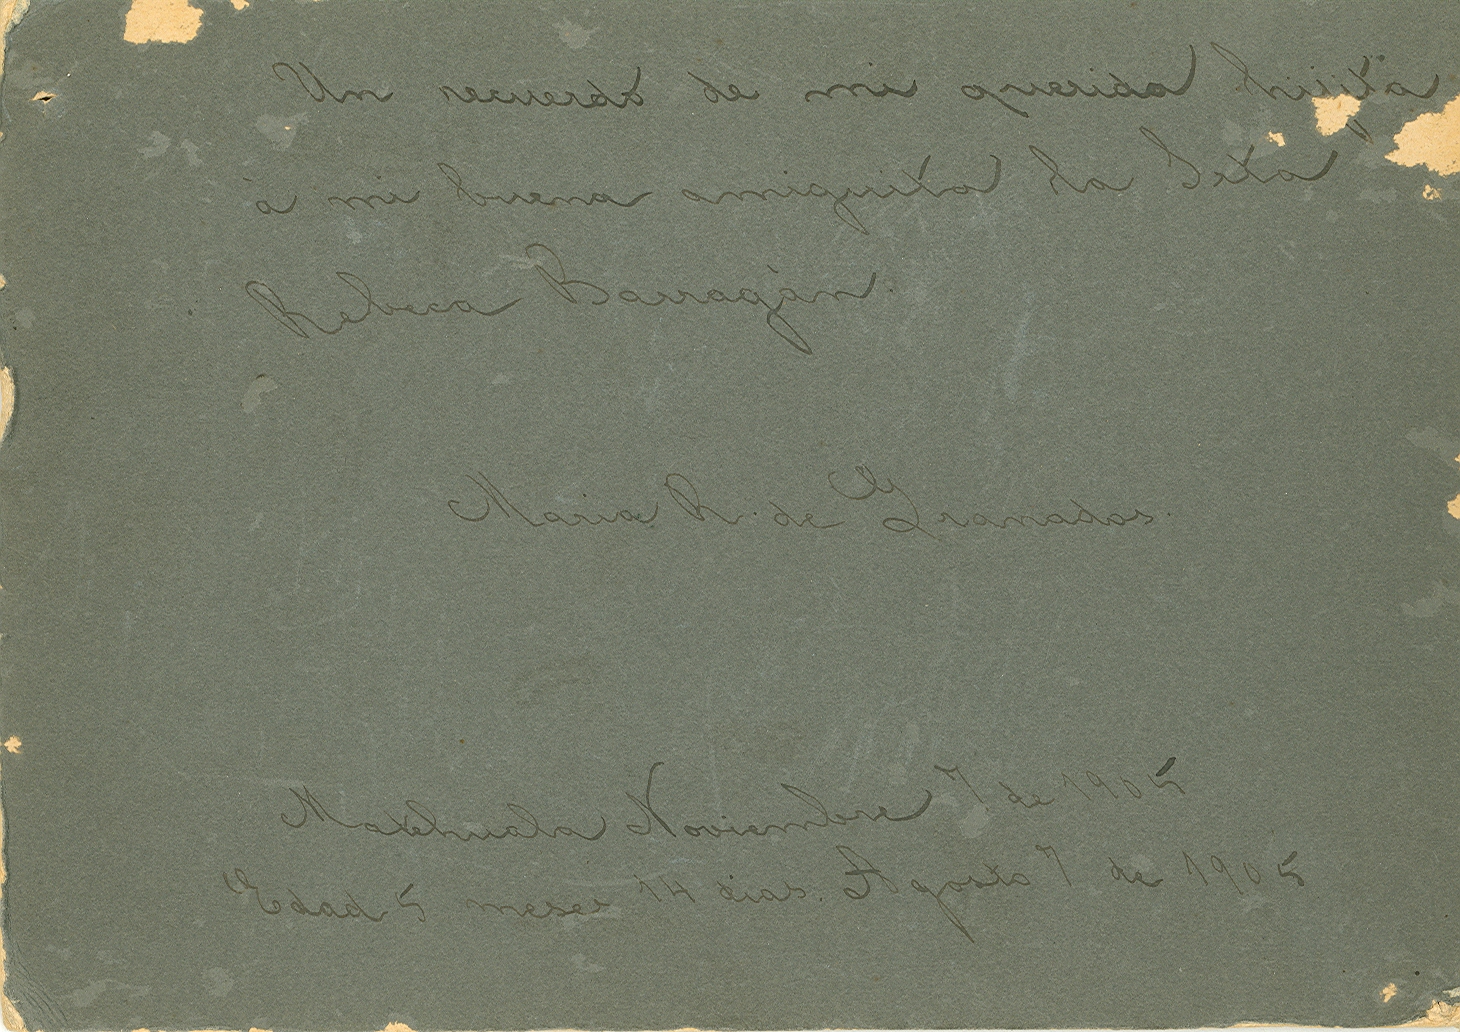 Un recuerdo de mi querida hijita
á mi buena amiguita la Srta
Rebeca Barragán.
Maria R. de Granados.
Matehuala Noviembre 7 de 1905
Edad 5 meses 14 dias. Agosto 7 de 1905